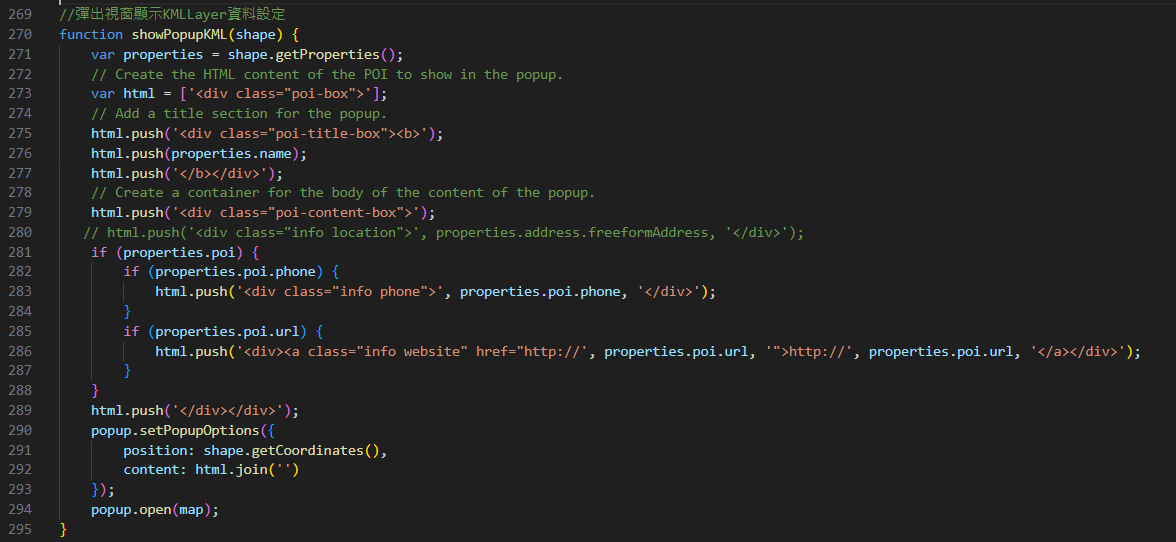 269 //彈出視窗顯示KMLLayer資料設定
270 function showPopupKML(shape) {
271     var properties = shape.getProperties();
272     // Create the HTML content of the POI to show in the popup.
273     var html = ['<div class="poi-box">'];
274     // Add a title section for the popup.
275     html.push('<div class="poi-title-box"><b>');
276     html.push(properties.name);
277     html.push('</b></div>');
278     // Create a container for the body of the content of the popup.
279     html.push('<div class="poi-content-box">');
280    // html.push('<div class="info location">', properties.address.freeformAddress, '</div>');
281     if (properties.poi) {
282         if (properties.poi.phone) {
283             html.push('<div class="info phone">', properties.poi.phone, '</div>');
284         }
285         if (properties.poi.url) {
286             html.push('<div><a class="info website" href="http://', properties.poi.url, '">http://', properties.poi.url, '</a></div>');
287         }
288     }
289     html.push('</div></div>');
290     popup.setPopupOptions({
291         position: shape.getCoordinates(),
292         content: html.join('')
293     });
294     popup.open(map);
295 }